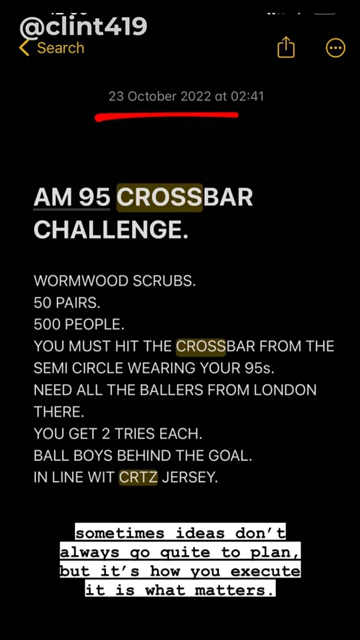 @clint419
Search
23 October 2022 at 02:41
AM 95 CROSSBAR
CHALLENGE.
WORMWOOD SCRUBS.
50 PAIRS.
500 PEOPLE.
YOU MUST HIT THE CROSSBAR FROM THE
SEMI CIRCLE WEARING YOUR 95s.
NEED ALL THE BALLERS FROM LONDON
THERE.
YOU GET 2 TRIES EACH.
BALL BOYS BEHIND THE GOAL.
IN LINE WIT CRTZ JERSEY.
sometimes ideas don't
always go quite to plan,
but it's how you execute
it is what matters.